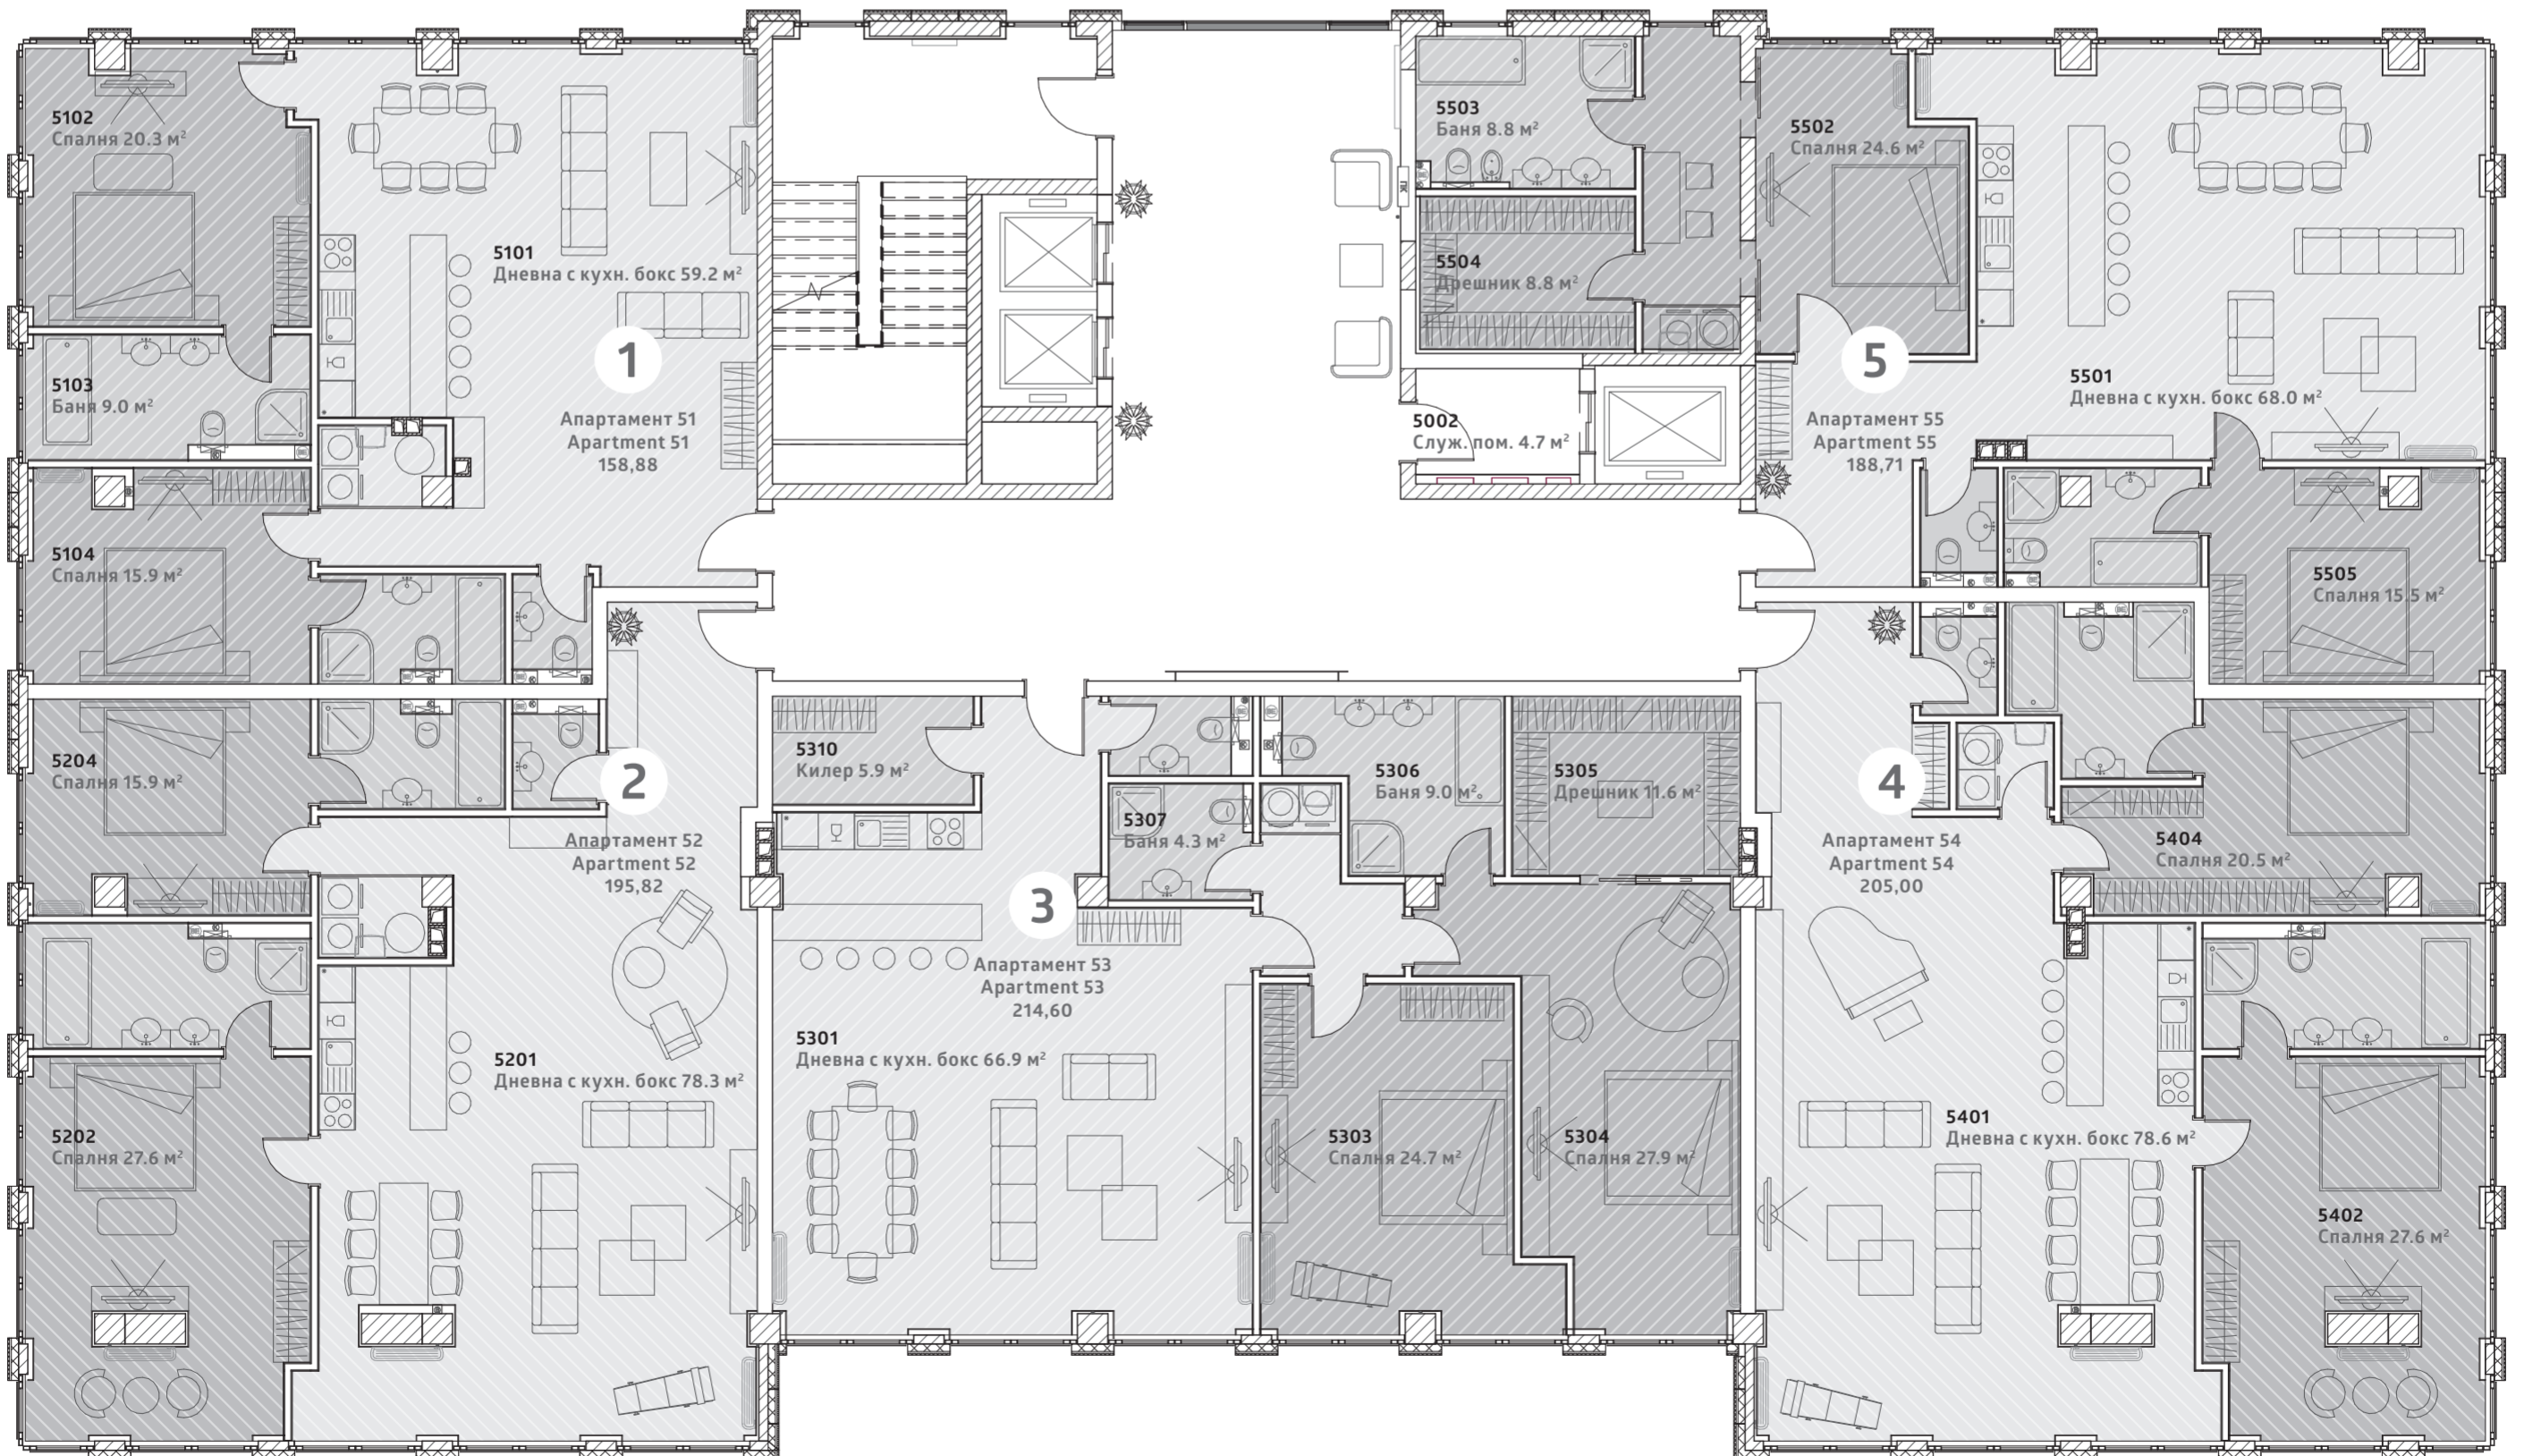 5102
Спалня 20.3 м²
5101
Дневна с кухн. бокс 59.2 м²
1
5103
Баня 9.0 м²
Апартамент 51
Apartment 51
158,88
5104
Спалня 15.9 м²
5503
Баня 8.8 м²
ПК
5504
Дрешник 8.8 м²
5502
Спалня 24.6 м²
5
5501
Дневна с кухн. бокс 68.0 м²
5002
Служ. пом. 4.7 м²
Апартамент 55
Apartment 55
188,71
5505
Спалня 15.5 м²
5204
Спалня 15.9 м²
2
Апартамент 52
Apartment 52
195,82
5201
Дневна с кухн. бокс 78.3 м²
5202
Спалня 27.6 м²
5310
Килер 5.9 м²
5307
Баня 4.3 м²
5306
Баня 9.0 м²
5305
Дрешник 11.6 м²
3
Апартамент 53
Apartment 53
214,60
5301
Дневна с кухн. бокс 66.9 м²
5303
Спалня 24.7 м²
5304
Спалня 27.9 м²
4
Апартамент 54
Apartment 54
205,00
5404
Спалня 20.5 м²
5401
Дневна с кухн. бокс 78.6 м²
5402
Спалня 27.6 м²